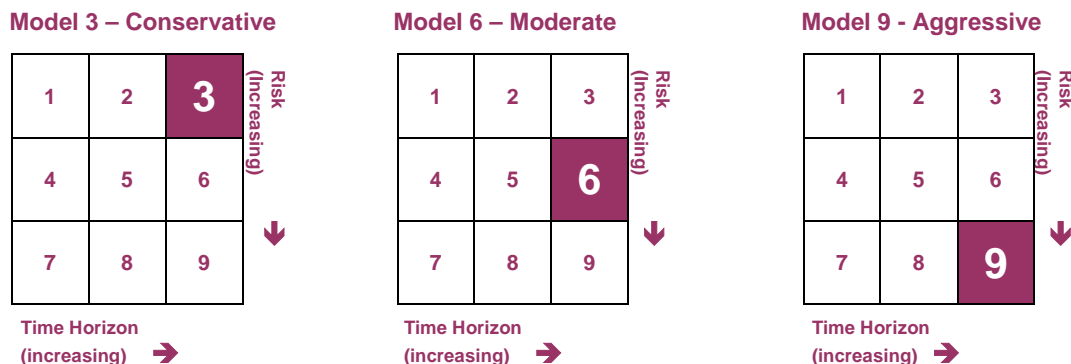 Model 3 – Conservative
1 2 3
4 5 6
7 8 9
Risk
(Increasing)
Time Horizon
(increasing)
Model 6 – Moderate
1 2 3
4 5 6
7 8 9
Risk
(Increasing)
Time Horizon
(increasing)
Model 9 - Aggressive
1 2 3
4 5 6
7 8 9
Risk
(Increasing)
Time Horizon
(increasing)